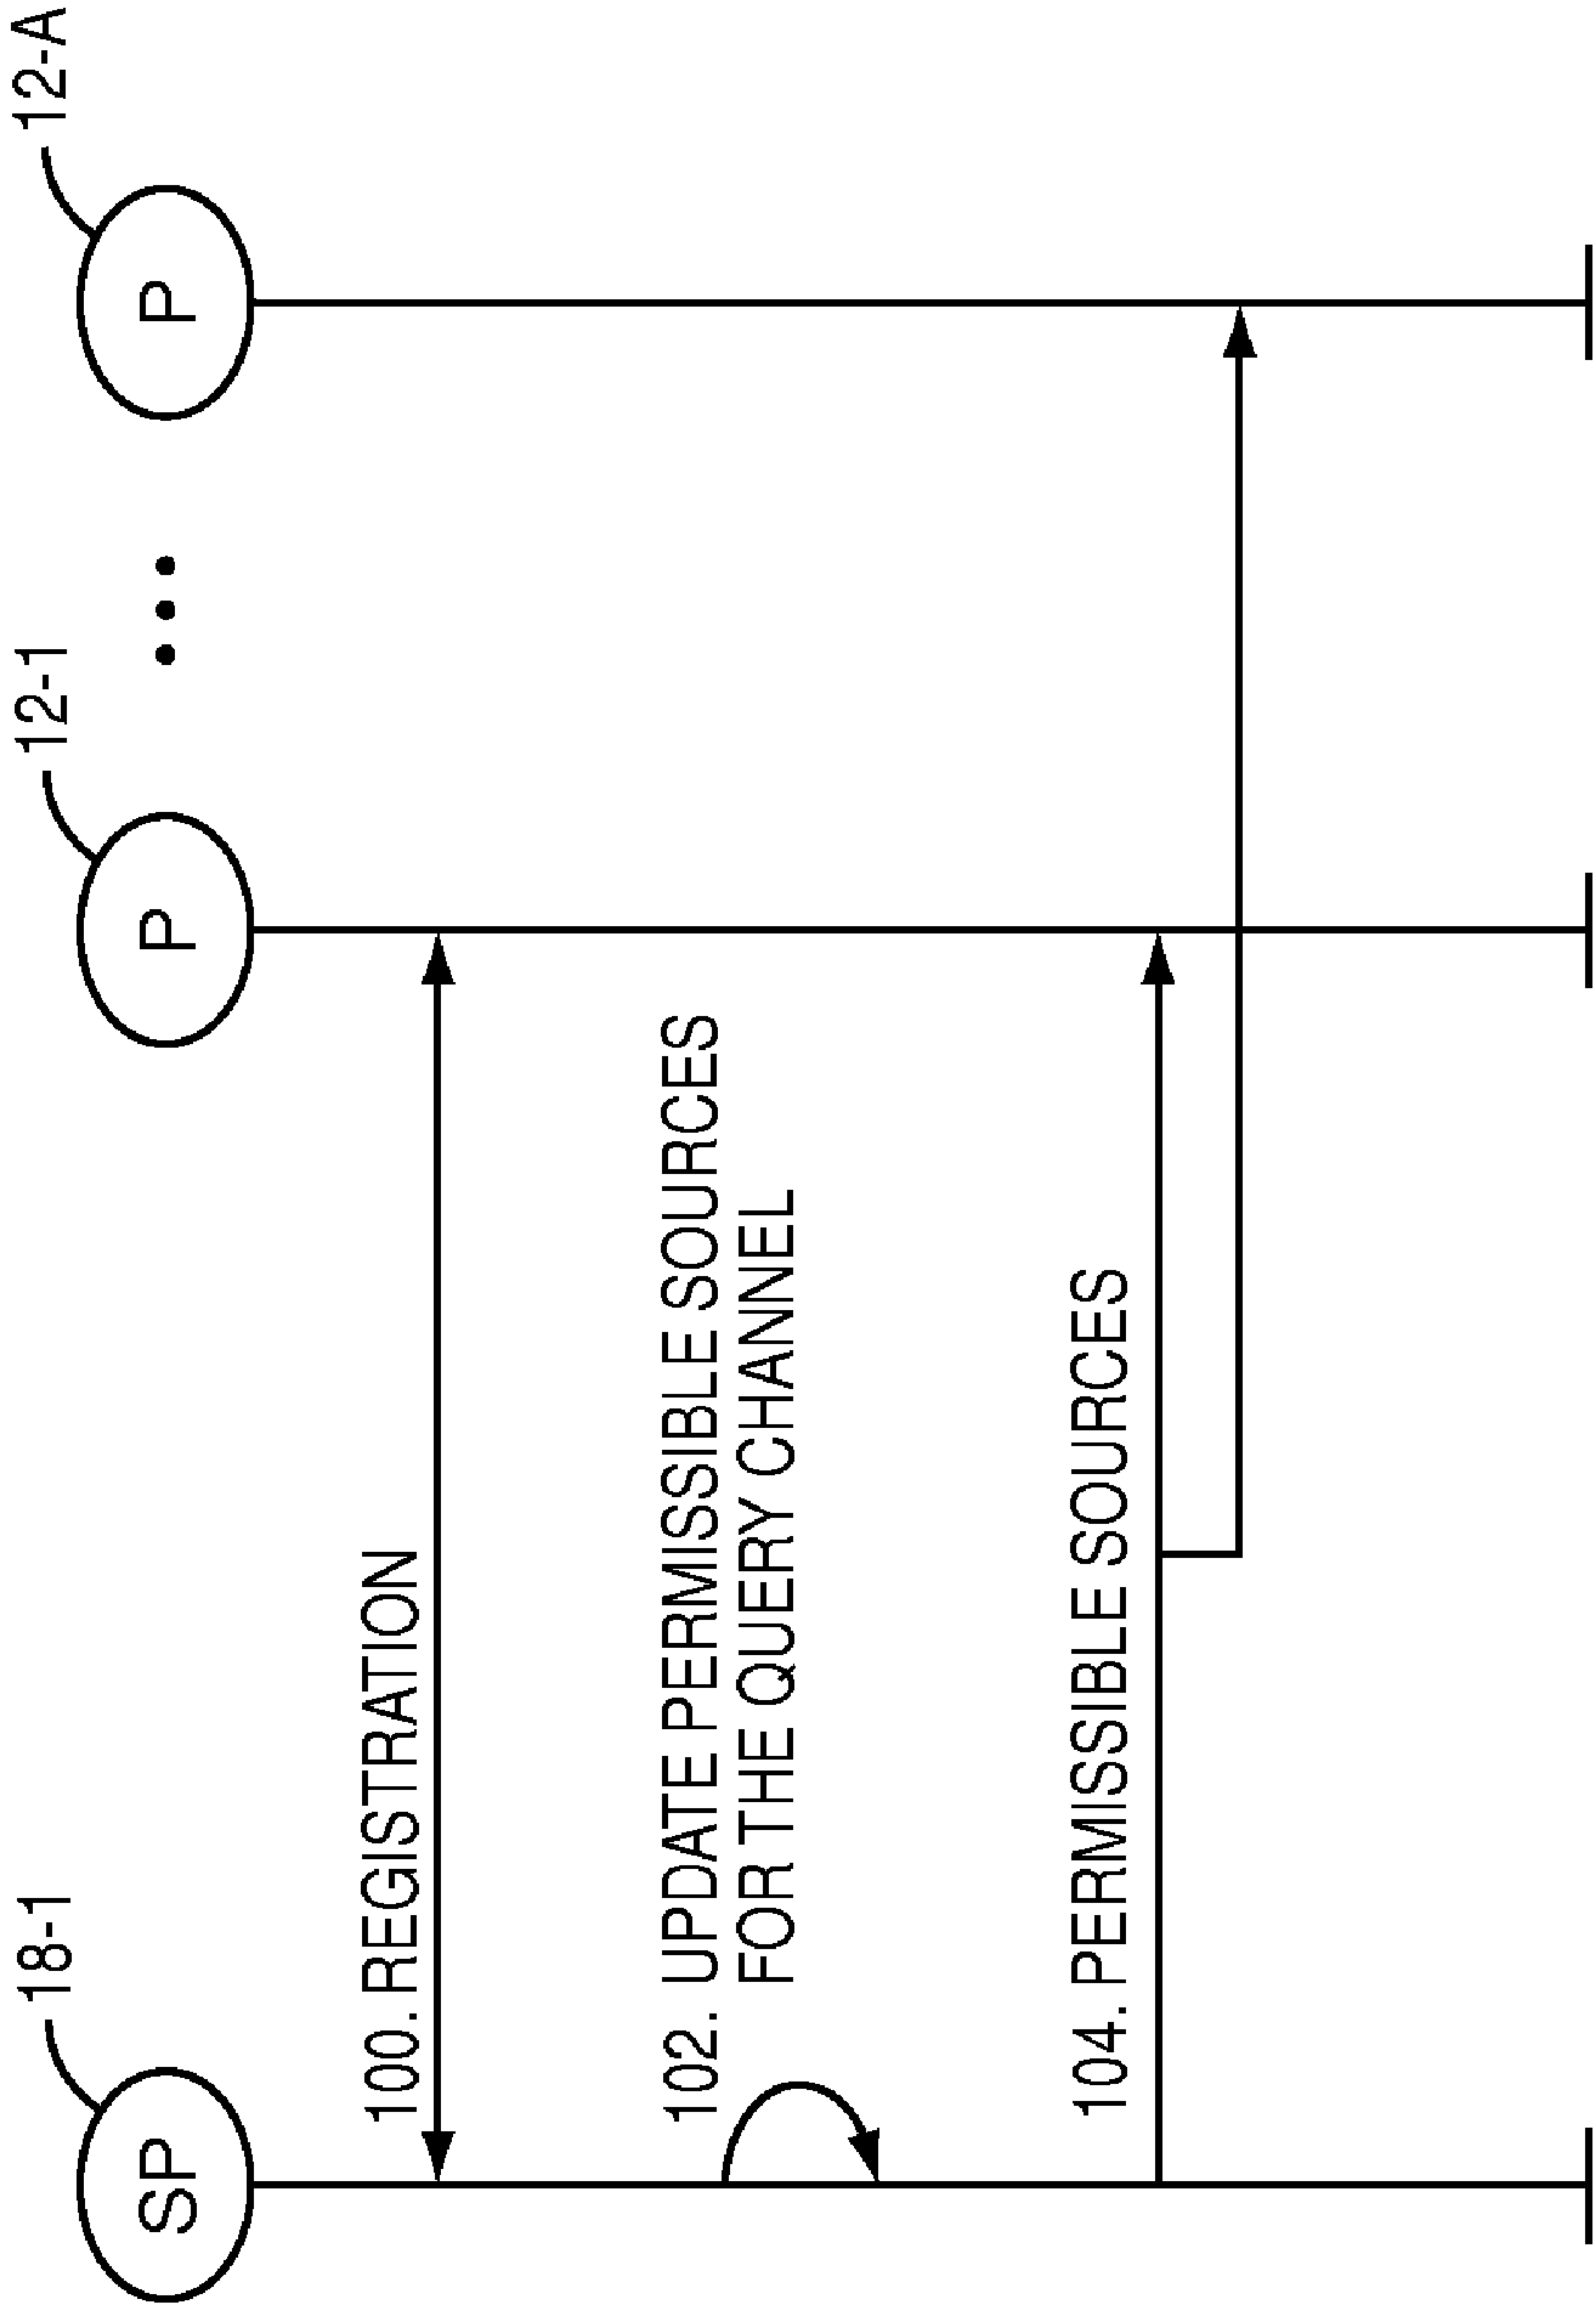 18-1
12-1
12-A
SP
P
P
100. REGISTRATION
102. UPDATE PERMISSIBLE SOURCES
FOR THE QUERY CHANNEL
104. PERMISSIBLE SOURCES